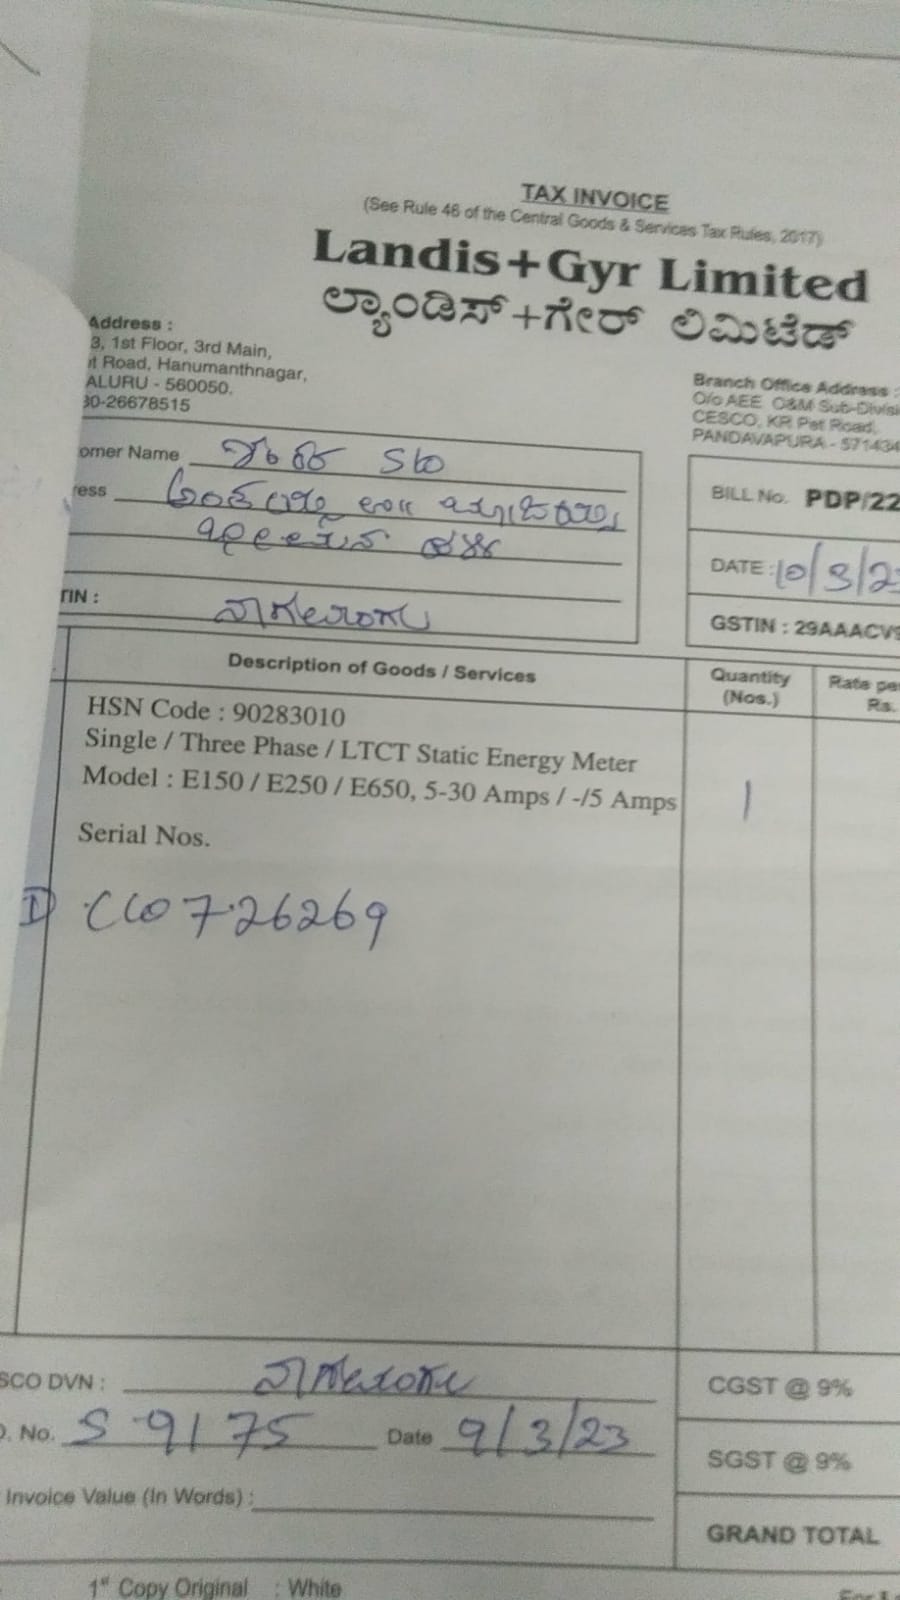 TAX INVOICE
(See Rule 46 of the Central Goods & Services Tax Rules, 2017)
Landis+Gyr Limited
ಲ್ಯಾಂಡಿಸ್+ಗೇರ್ ಲಿಮಿಟೆಡ್
Address :
3, 1st Floor, 3rd Main,
t Road, Hanumanthnagar,
ALURU - 560050.
80-26678515
Branch Office Address :
O/o AEE O&M Sub-Divisi
CESCO, KR Pet Road,
PANDAVAPURA - 571434
omer Name
ress
BILL No. PDP/22
DATE : 10/3/2
TIN :
GSTIN : 29AAACV9
Description of Goods / Services
Quantity
(Nos.)
Rate pe
Rs.
HSN Code : 90283010
Single / Three Phase / LTCT Static Energy Meter
Model : E150 / E250 / E650, 5-30 Amps / -/5 Amps
1
Serial Nos.
726269
SCO DVN :
CGST @ 9%
. No. S 9175 Date 9/3/23
SGST @ 9%
Invoice Value (In Words) :
GRAND TOTAL
1st Copy Original : White